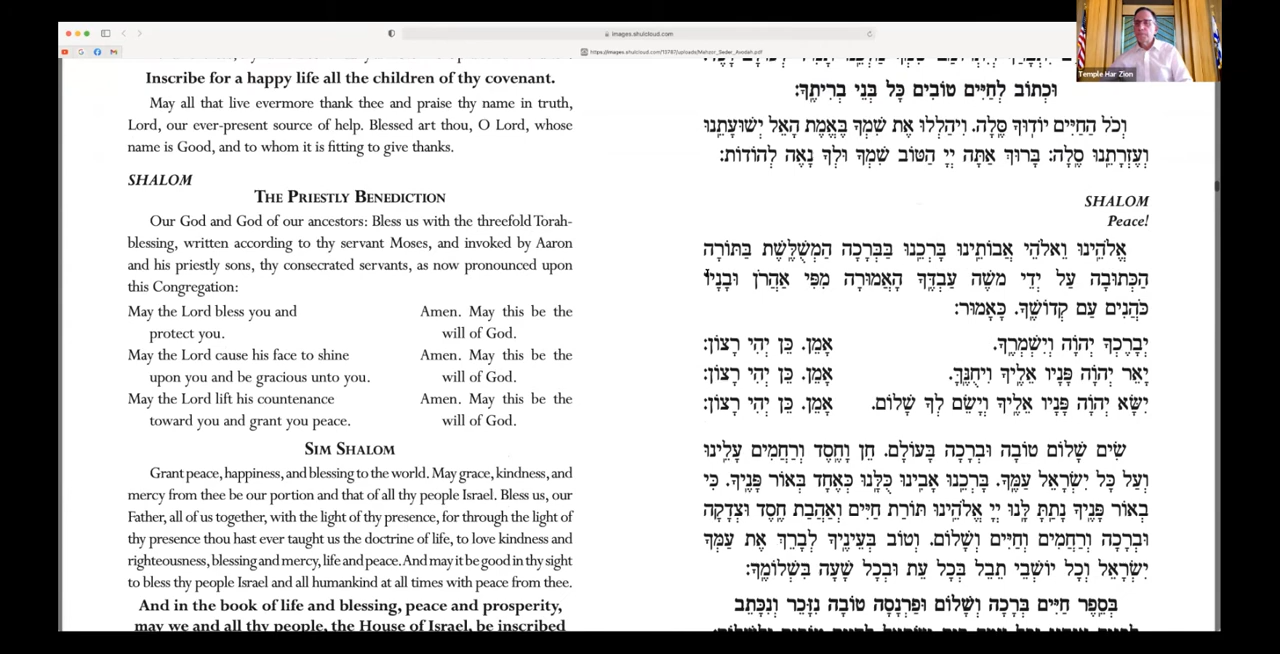 images.shulcloud.com
https://images.shulcloud.com/13787/uploads/Mahzor_Seder_Avodah.pdf
Temple Har Zion
Inscribe for a happy life all the children of thy covenant.
May all that live evermore thank thee and praise thy name in truth,
Lord, our ever-present source of help. Blessed art thou, O Lord, whose
name is Good, and to whom it is fitting to give thanks.
SHALOM
THE PRIESTLY BENEDICTION
Our God and God of our ancestors: Bless us with the threefold Torah-
blessing, written according to thy servant Moses, and invoked by Aaron
and his priestly sons, thy consecrated servants, as now pronounced upon
this Congregation:
May the Lord bless you and Amen. May this be the
protect you. will of God.
May the Lord cause his face to shine Amen. May this be the
upon you and be gracious unto you. will of God.
May the Lord lift his countenance Amen. May this be the
toward you and grant you peace. will of God.
SIM SHALOM
Grant peace, happiness, and blessing to the world. May grace, kindness, and
mercy from thee be our portion and that of all thy people Israel. Bless us, our
Father, all of us together, with the light of thy presence, for through the light of
thy presence thou hast ever taught us the doctrine of life, to love kindness and
righteousness, blessing and mercy, life and peace. And may it be good in thy sight
to bless thy people Israel and all humankind at all times with peace from thee.
And in the book of life and blessing, peace and prosperity,
may we and all thy people, the House of Israel, be inscribed
וּכְתוֹב לְחַיִּים טוֹבִים כָּל בְּנֵי בְרִיתֶֽךָ:
וְכֹל הַחַיִּים יוֹדֽוּךָ סֶּֽלָה. וִיהַלְלוּ אֶת שִׁמְךָ בֶּאֱמֶת הָאֵל יְשׁוּעָתֵֽנוּ
וְעֶזְרָתֵֽנוּ סֶֽלָה: בָּרוּךְ אַתָּה יְיָ הַטּוֹב שִׁמְךָ וּלְךָ נָאֶה לְהוֹדוֹת:
SHALOM
Peace!
אֱלֹהֵֽינוּ וֵאלֹהֵי אֲבוֹתֵֽינוּ בָּרְכֵֽנוּ בַּבְּרָכָה הַמְשֻׁלֶּֽשֶׁת בַּתּוֹרָה
הַכְּתוּבָה עַל יְדֵי מֹשֶׁה עַבְדֶּֽךָ הָאֲמוּרָה מִפִּי אַהֲרֹן וּבָנָיו
כֹּהֲנִים עַם קְדוֹשֶֽׁךָ. כָּאָמוּר:
יְבָרֶכְךָ יְהֹוָה וְיִשְׁמְרֶֽךָ. אָמֵן. כֵּן יְהִי רָצוֹן:
יָאֵר יְהֹוָה פָּנָיו אֵלֶֽיךָ וִיחֻנֶּֽךָּ. אָמֵן. כֵּן יְהִי רָצוֹן:
יִשָּׂא יְהֹוָה פָּנָיו אֵלֶֽיךָ וְיָשֵׂם לְךָ שָׁלוֹם. אָמֵן. כֵּן יְהִי רָצוֹן:
שִׂים שָׁלוֹם טוֹבָה וּבְרָכָה בָּעוֹלָם. חֵן וָחֶֽסֶד וְרַחֲמִים עָלֵֽינוּ
וְעַל כָּל יִשְׂרָאֵל עַמֶּֽךָ. בָּרְכֵֽנוּ אָבִֽינוּ כֻּלָּֽנוּ כְּאֶחָד בְּאוֹר פָּנֶֽיךָ. כִּי
בְאוֹר פָּנֶֽיךָ נָתַֽתָּ לָּֽנוּ יְיָ אֱלֹהֵֽינוּ תּוֹרַת חַיִּים וְאַהֲבַת חֶֽסֶד וּצְדָקָה
וּבְרָכָה וְרַחֲמִים וְחַיִּים וְשָׁלוֹם. וְטוֹב בְּעֵינֶֽיךָ לְבָרֵךְ אֶת עַמְּךָ
יִשְׂרָאֵל וְכָל יוֹשְׁבֵי תֵבֵל בְּכָל עֵת וּבְכָל שָׁעָה בִּשְׁלוֹמֶֽךָ:
בְּסֵֽפֶר חַיִּים בְּרָכָה וְשָׁלוֹם וּפַרְנָסָה טוֹבָה נִזָּכֵר וְנִכָּתֵב